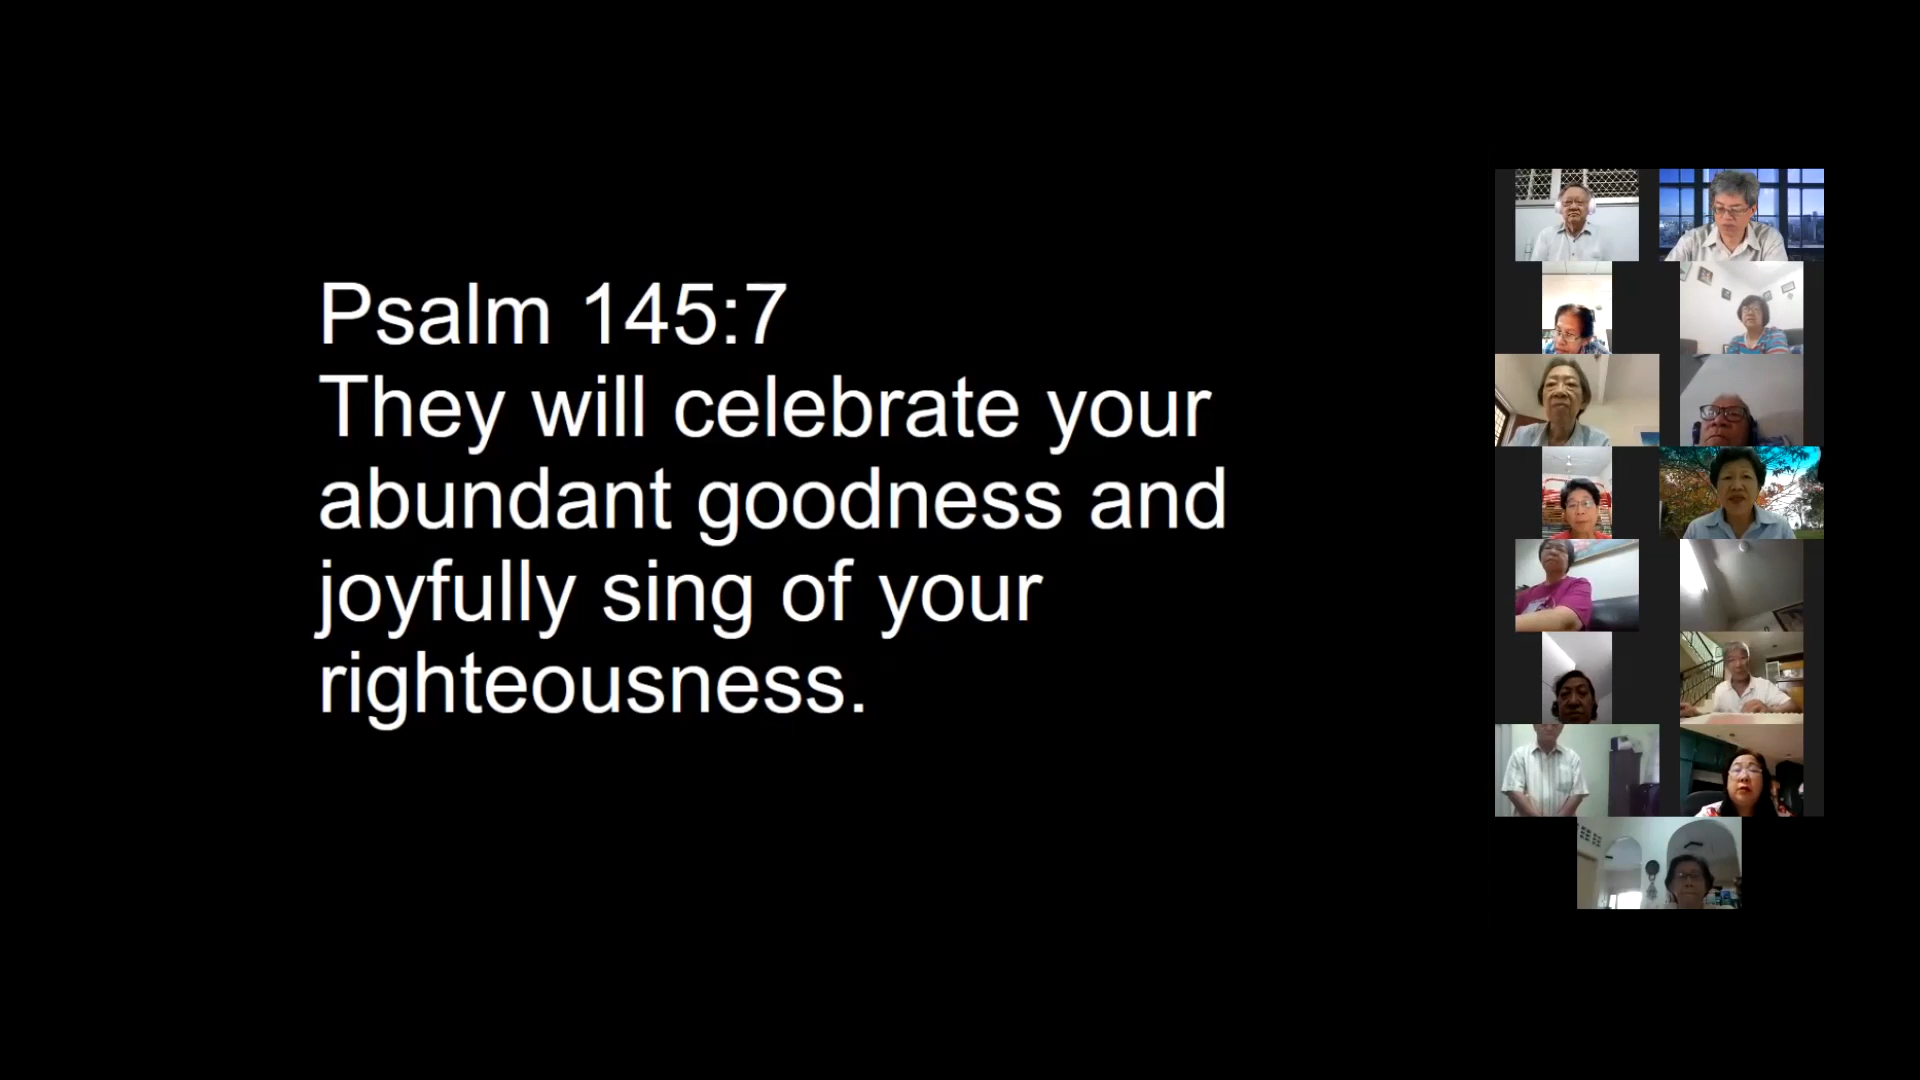 Psalm 145:7
They will celebrate your
abundant goodness and
joyfully sing of your
righteousness.